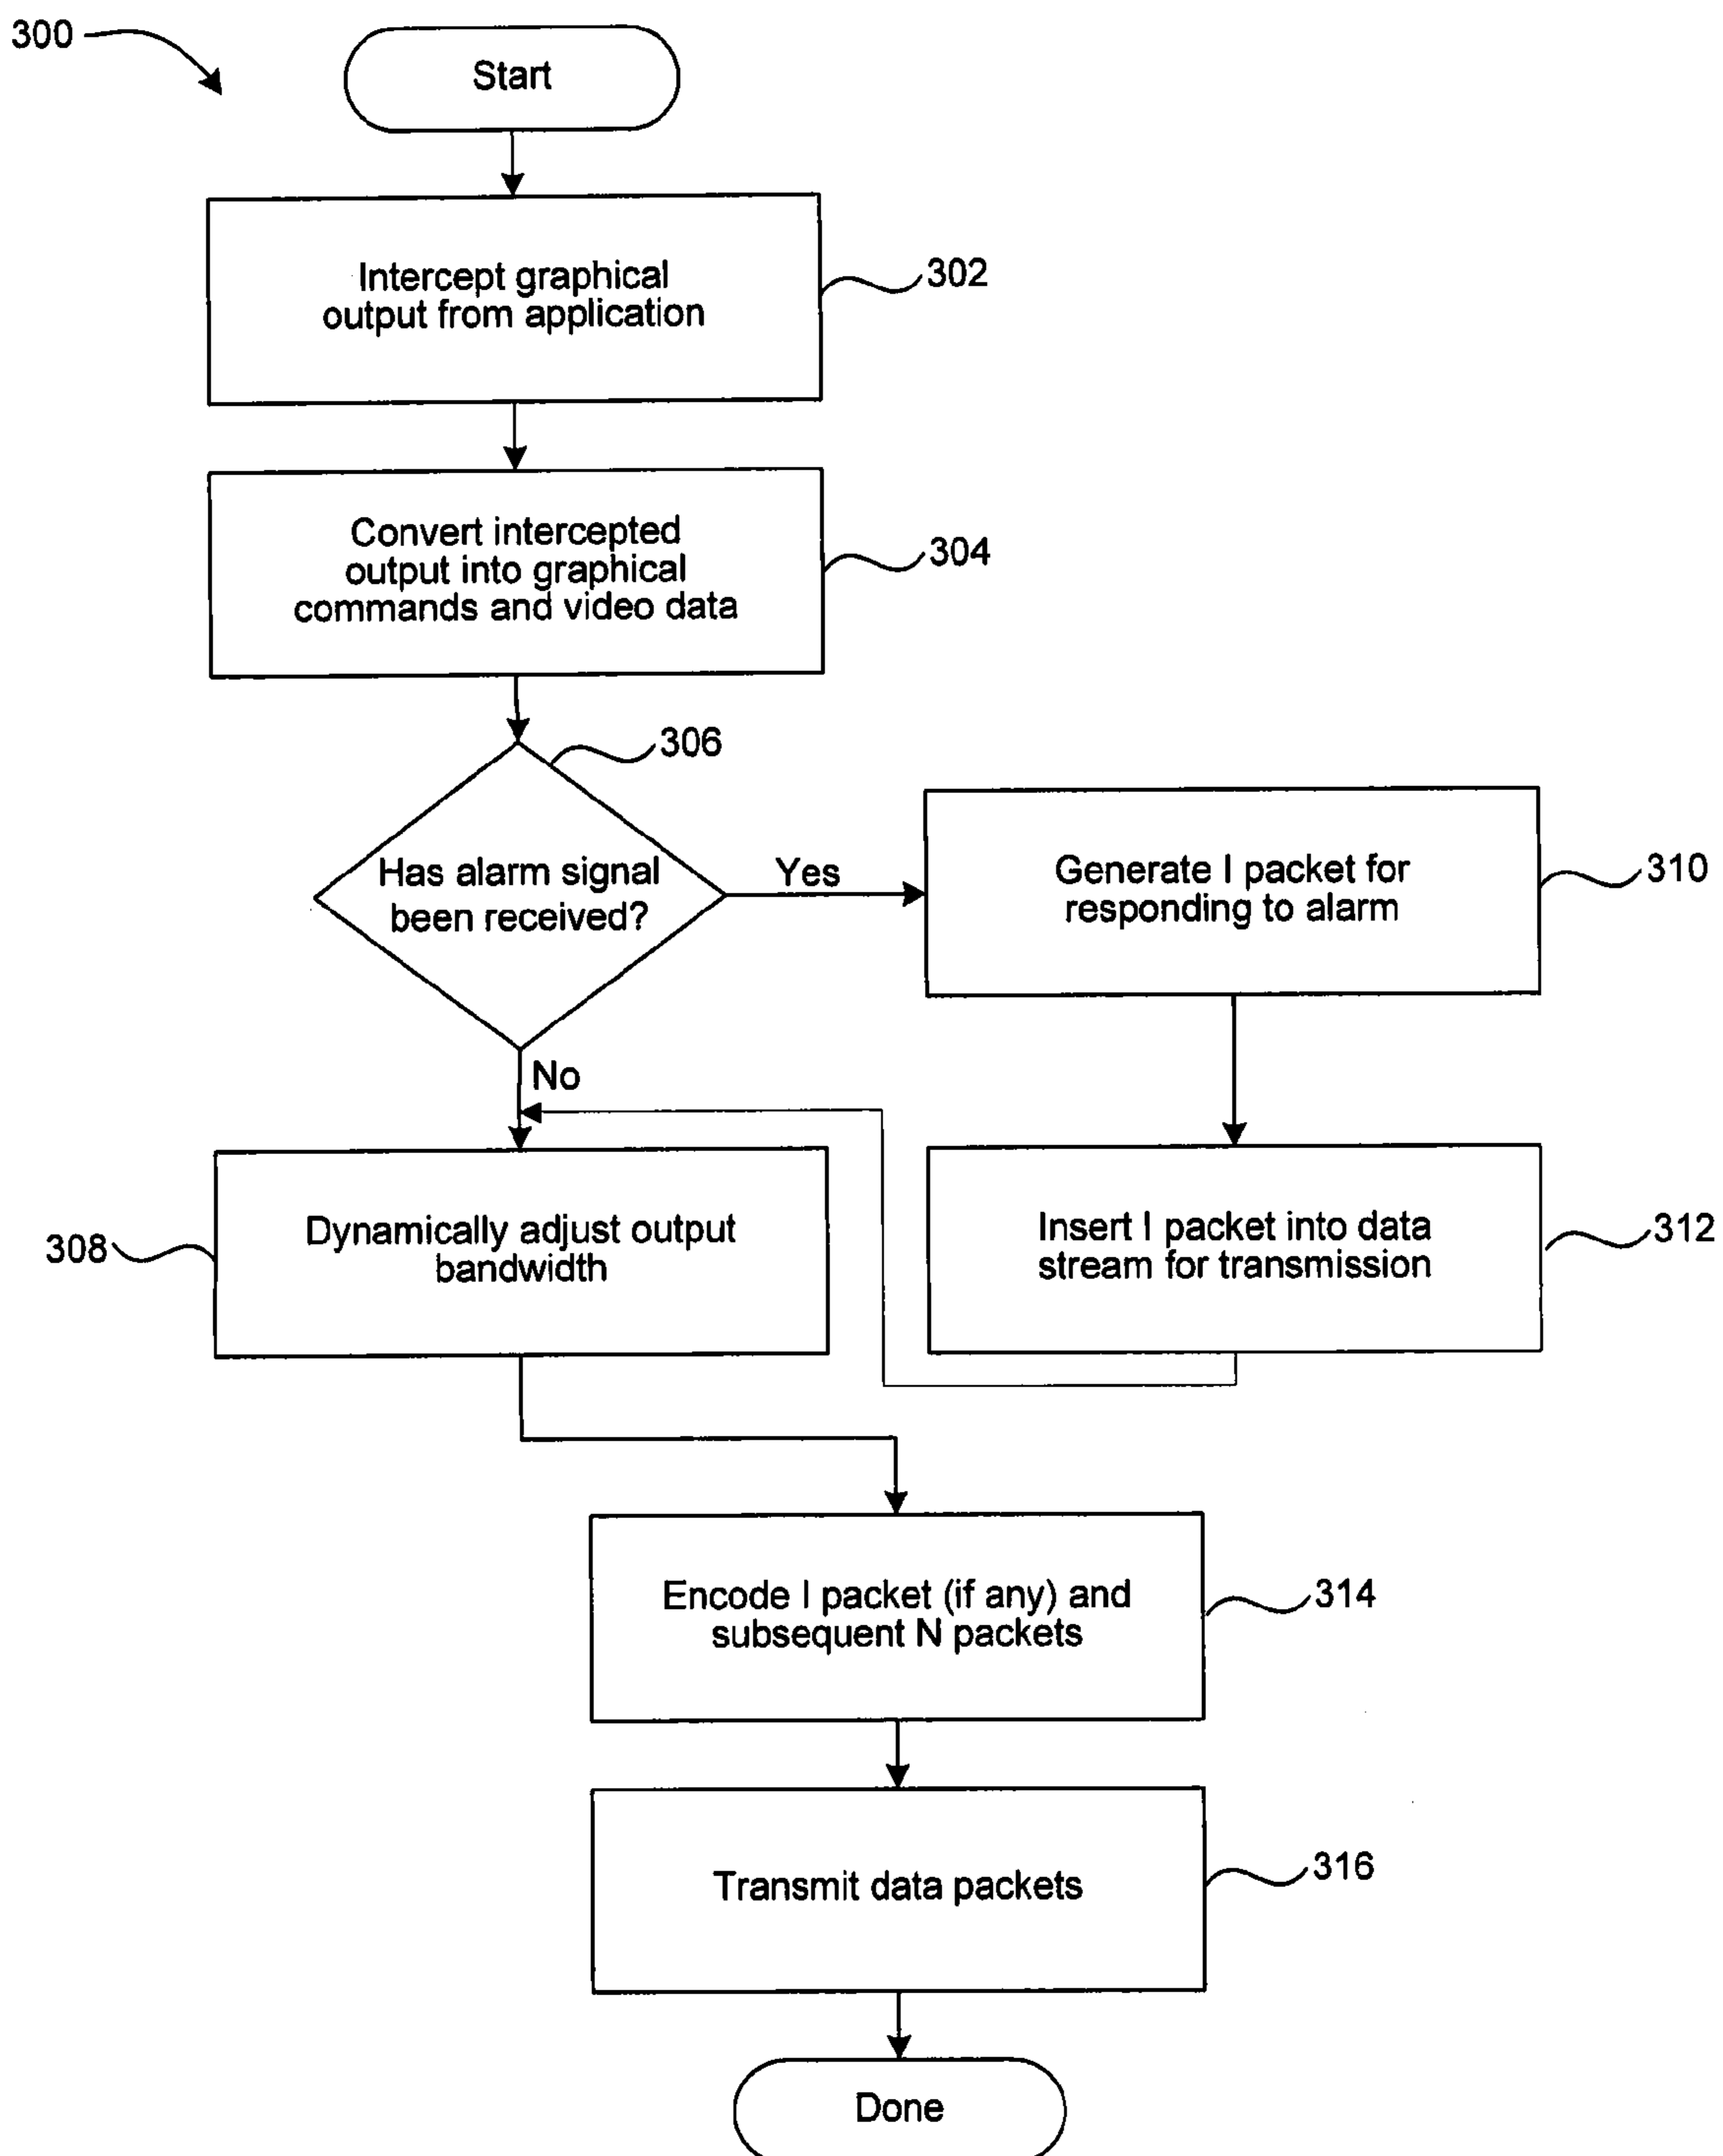 300
Start
Intercept graphical
output from application
302
Convert intercepted
output into graphical
commands and video data
304
306
Has alarm signal
been received?
Yes
Generate I packet for
responding to alarm
310
No
308
Dynamically adjust output
bandwidth
Insert I packet into data
stream for transmission
312
Encode I packet (if any) and
subsequent N packets
314
Transmit data packets
316
Done